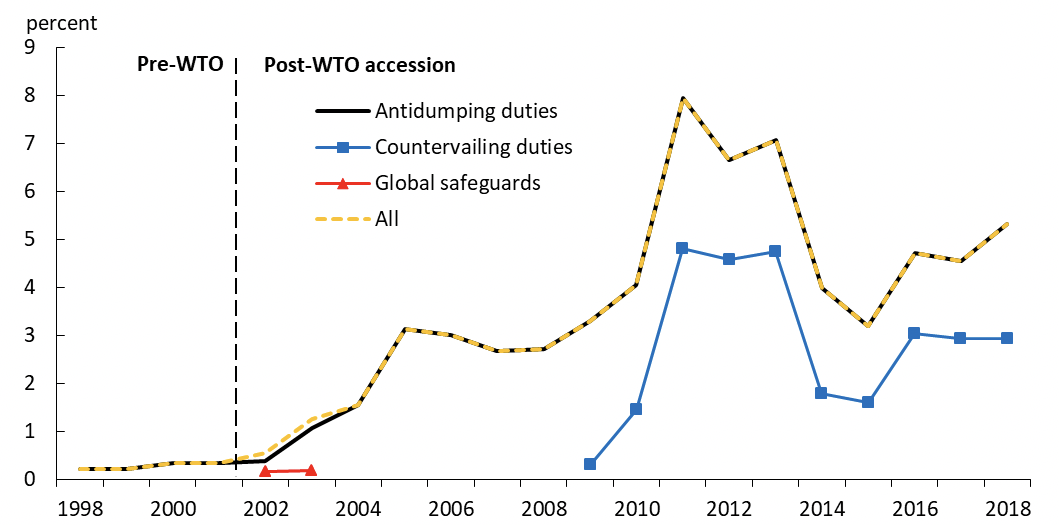 percent
9
8
7
6
5
4
3
2
1
0
Pre-WTO
Post-WTO accession
Antidumping duties
Countervailing duties
Global safeguards
All
1998 2000 2002 2004 2006 2008 2010 2012 2014 2016 2018